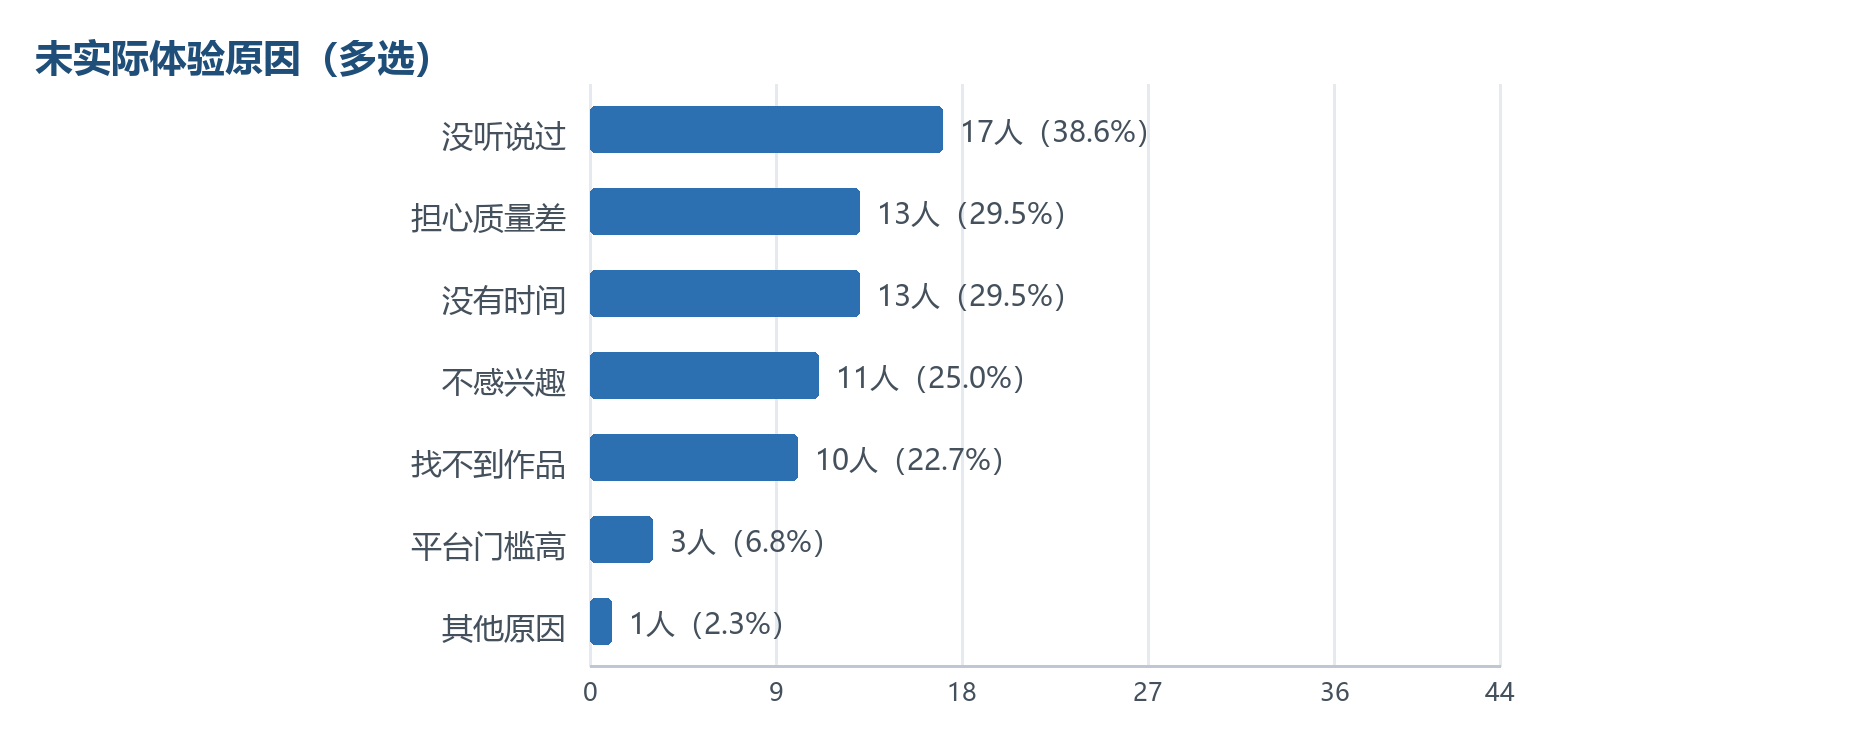 未实际体验原因（多选）
没听说过 17人（38.6%）
担心质量差 13人（29.5%）
没有时间 13人（29.5%）
不感兴趣 11人（25.0%）
找不到作品 10人（22.7%）
平台门槛高 3人（6.8%）
其他原因 1人（2.3%）
0 9 18 27 36 44